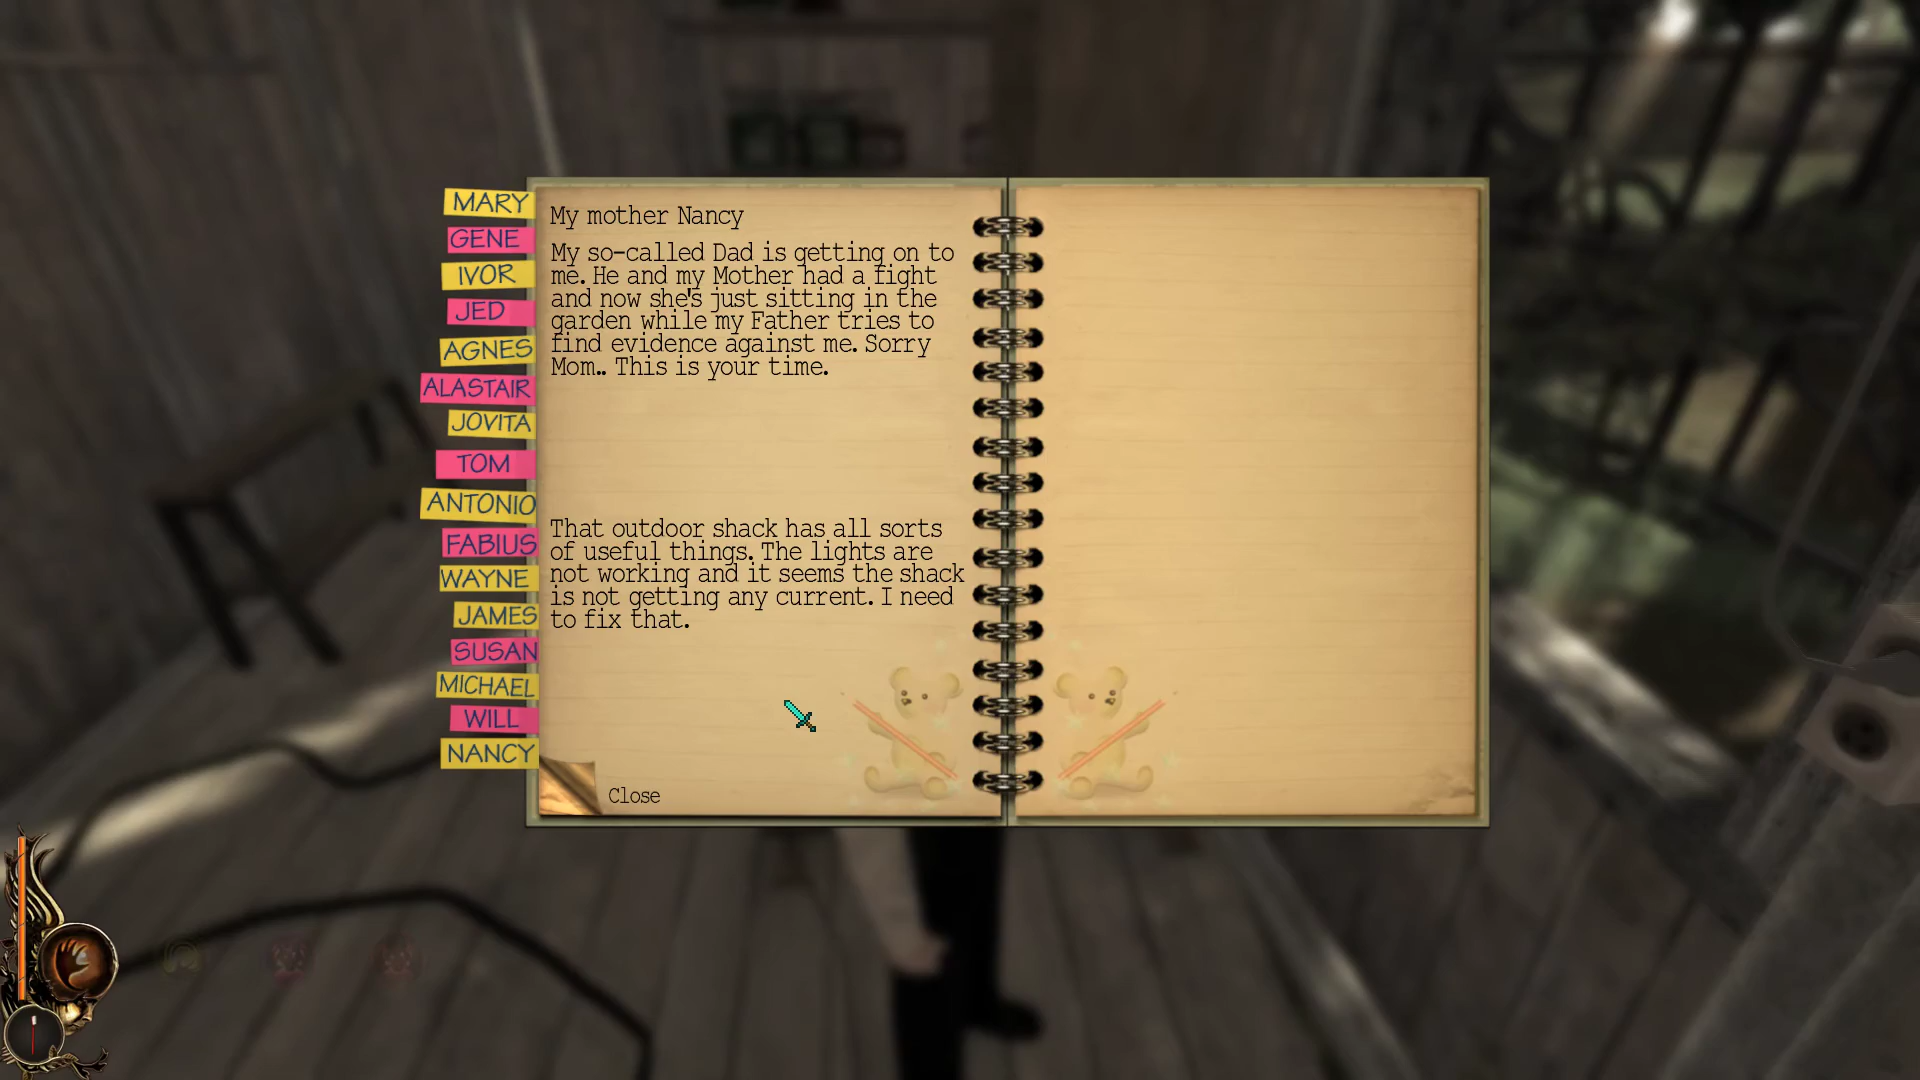 MARY
GENE
IVOR
JED
AGNES
ALASTAIR
JOVITA
TOM
ANTONIO
FABIUS
WAYNE
JAMES
SUSAN
MICHAEL
WILL
NANCY
My mother Nancy
My so-called Dad is getting on to
me. He and my Mother had a fight
and now she's just sitting in the
garden while my Father tries to
find evidence against me. Sorry
Mom.. This is your time.
That outdoor shack has all sorts
of useful things. The lights are
not working and it seems the shack
is not getting any current. I need
to fix that.
Close